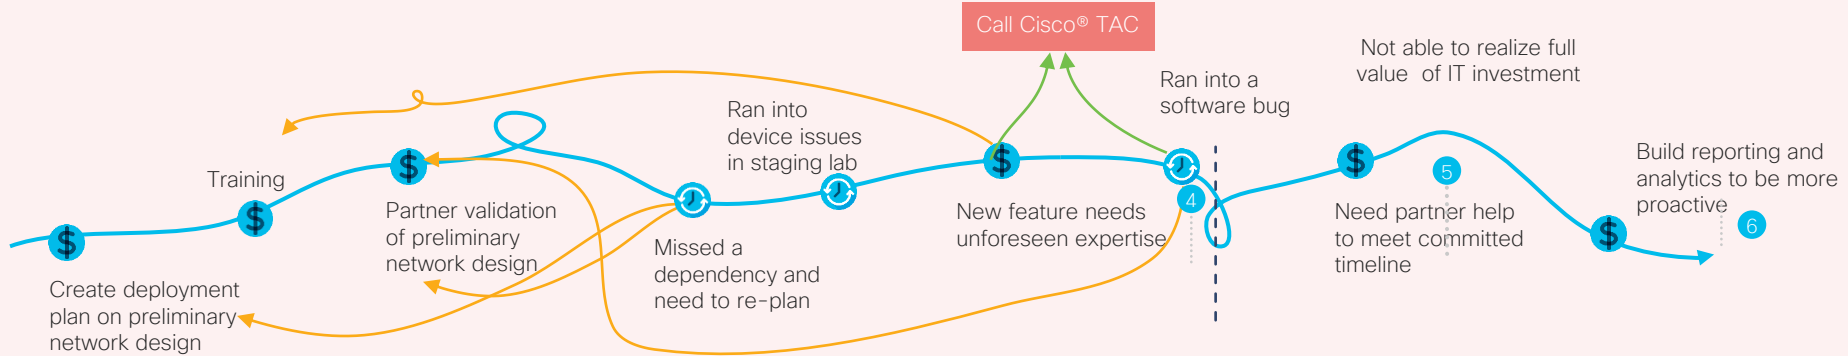 Call Cisco® TAC
Not able to realize full
value of IT investment
Ran into a
software bug
Ran into
device issues
in staging lab
Training
$
$
$
$
$
$
Partner validation
of preliminary
network design
Create deployment
plan on preliminary
network design
Missed a
dependency and
need to re-plan
New feature needs
unforeseen expertise
4
5
Need partner help
to meet committed
timeline
Build reporting and
analytics to be more
proactive
6